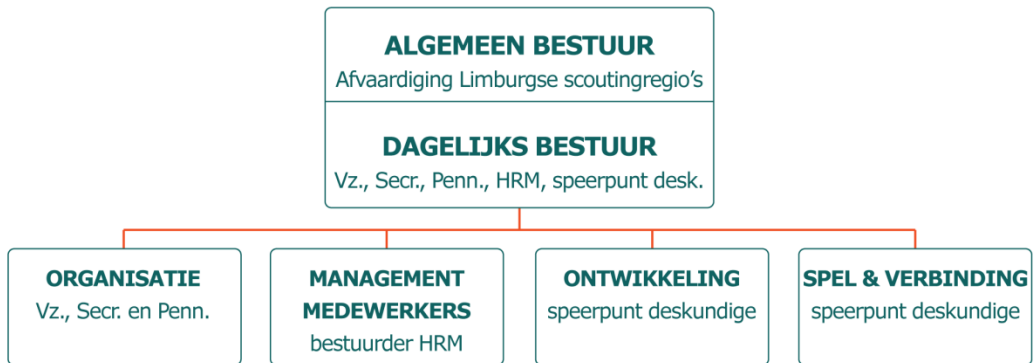 ALGEMEEN BESTUUR
Afvaardiging Limburgse scoutingregio's
DAGELIJKS BESTUUR
Vz., Secr., Penn., HRM, speerpunt desk.
ORGANISATIE
Vz., Secr. en Penn.
MANAGEMENT
MEDEWERKERS
bestuurder HRM
ONTWIKKELING
speerpunt deskundige
SPEL & VERBINDING
speerpunt deskundige